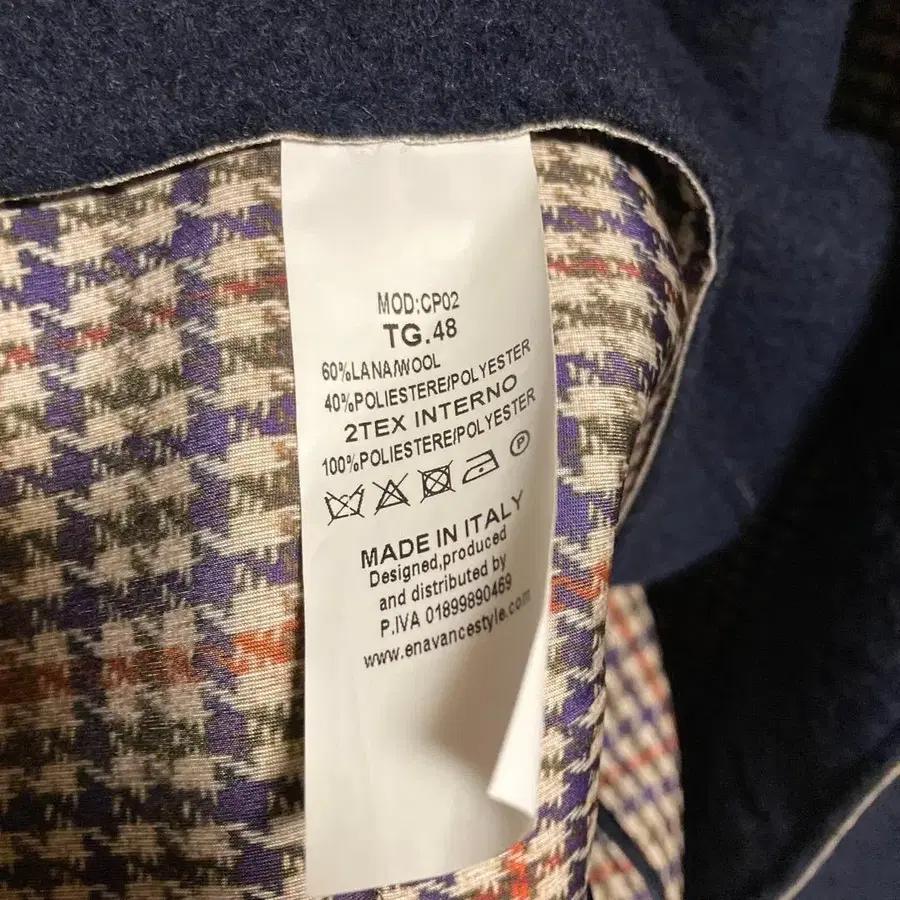 MOD:CP02
TG.48
60%LANA/WOOL
40%POLIESTERE/POLYESTER
2TEX INTERNO
100%POLIESTERE/POLYESTER
P
MADE IN ITALY
Designed,produced
and distributed by
P.IVA 01899890469
www.enavancestyle.com